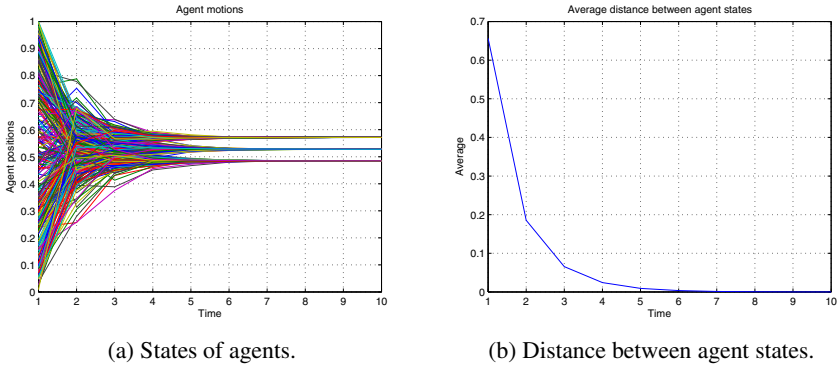 Agent motions
Agent positions
1
0.9
0.8
0.7
0.6
0.5
0.4
0.3
0.2
0.1
0
1 2 3 4 5 6 7 8 9 10
Time
(a) States of agents.
Average distance between agent states
Average
0.7
0.6
0.5
0.4
0.3
0.2
0.1
0
1 2 3 4 5 6 7 8 9 10
Time
(b) Distance between agent states.